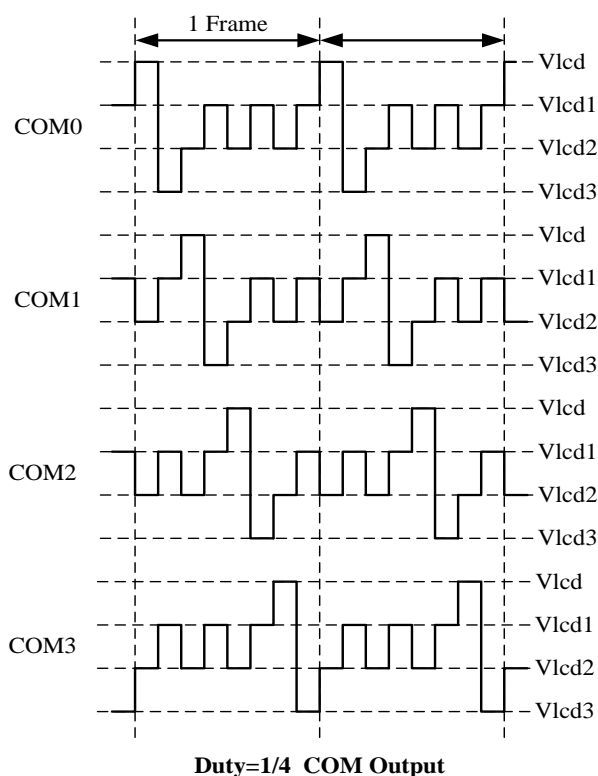 1 Frame
Vlcd
Vlcd1
COM0
Vlcd2
Vlcd3
Vlcd
Vlcd1
COM1
Vlcd2
Vlcd3
Vlcd
Vlcd1
COM2
Vlcd2
Vlcd3
Vlcd
Vlcd1
COM3
Vlcd2
Vlcd3
Duty=1/4 COM Output